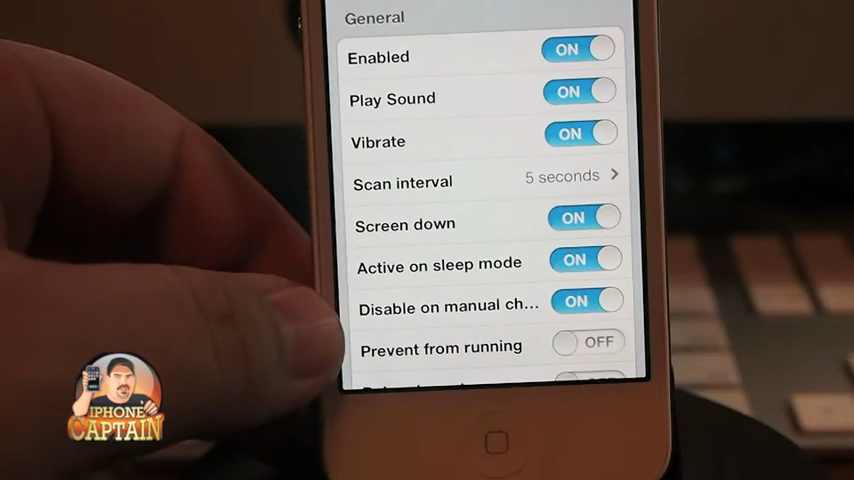 General
Enabled
ON
Play Sound
ON
Vibrate
ON
Scan interval
5 seconds
Screen down
ON
Active on sleep mode
ON
Disable on manual ch...
ON
Prevent from running
OFF
IPHONE
CAPTAIN